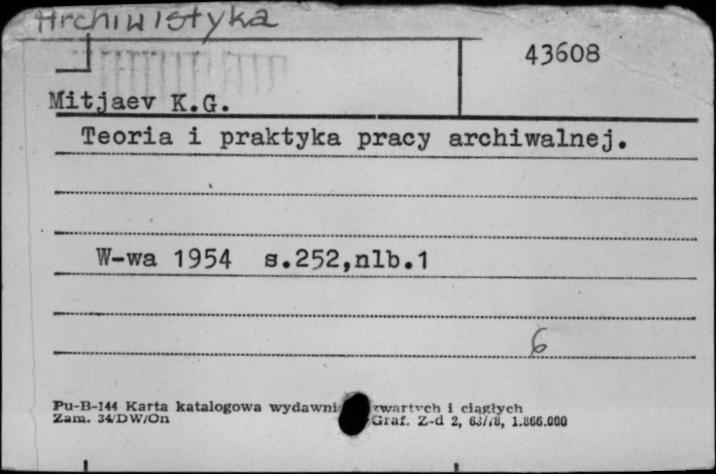 Archiwistyka
43608
Mitjaev K.G.
Teoria i praktyka pracy archiwalnej.
W-wa 1954 s.252,nlb.1
6
Pu-B-144 Karta katalogowa wydawni zwartych i ciągłych
Zam. 34/DW/On Graf. Z-d 2, 63/78, 1.866.000